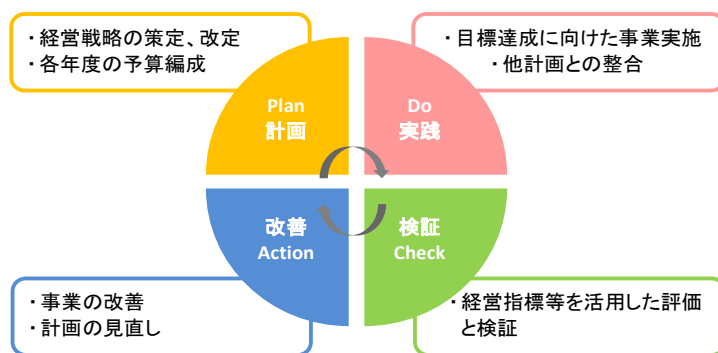 ・経営戦略の策定、改定
・各年度の予算編成
・目標達成に向けた事業実施
・他計画との整合
Plan
計画
Do
実践
改善
Action
検証
Check
・事業の改善
・計画の見直し
・経営指標等を活用した評価
と検証